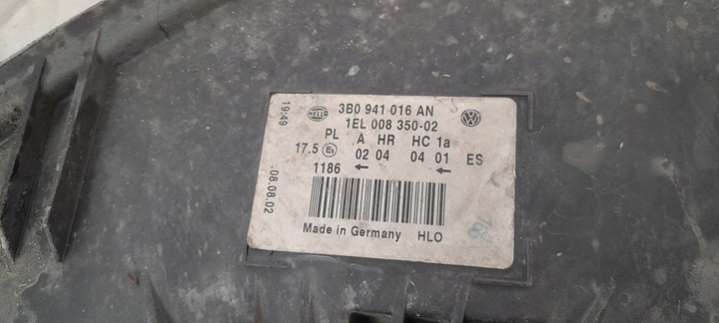 3B0 941 016 AN
1EL 008 350-02
PL A HR HC 1a
17.5 E1 02 04 04 01 ES
1186 ← ←
Made in Germany HLO
19:49
08.08.02